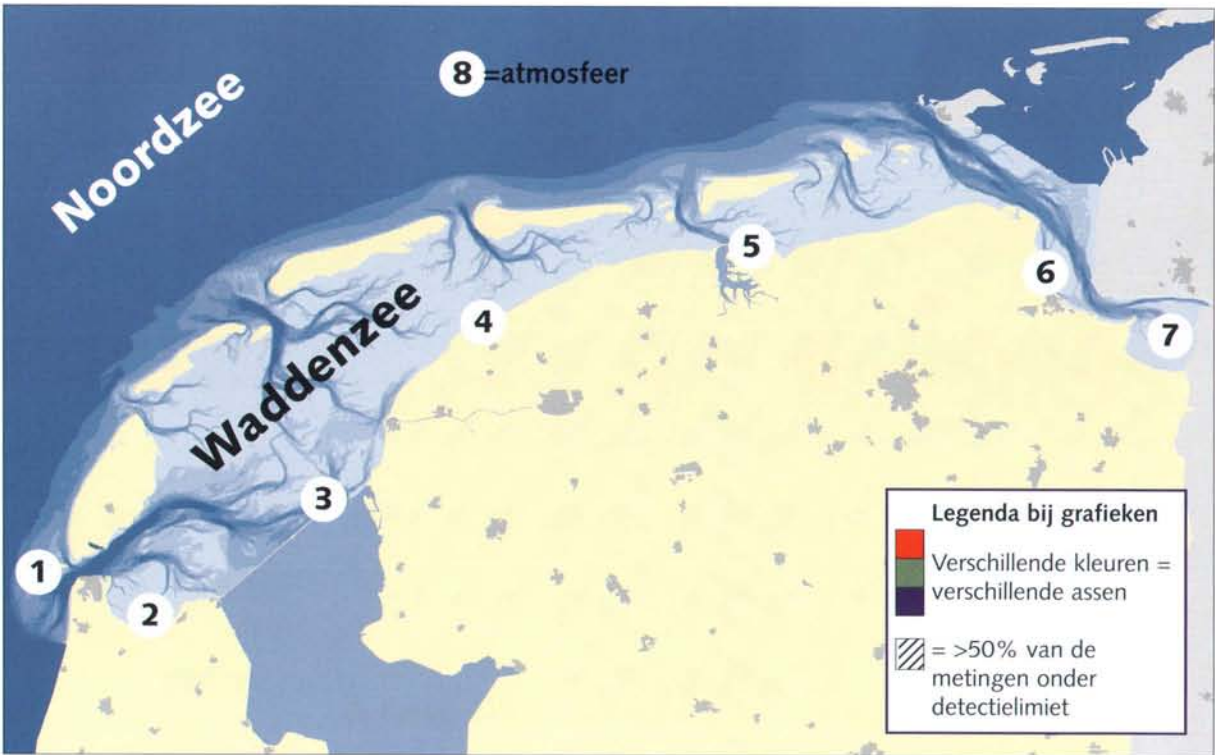 8 =atmosfeer
Noordzee
Waddenzee
5
6
4
7
3
1
2
Legenda bij grafieken
Verschillende kleuren =
verschillende assen
= >50% van de
metingen onder
detectielimiet